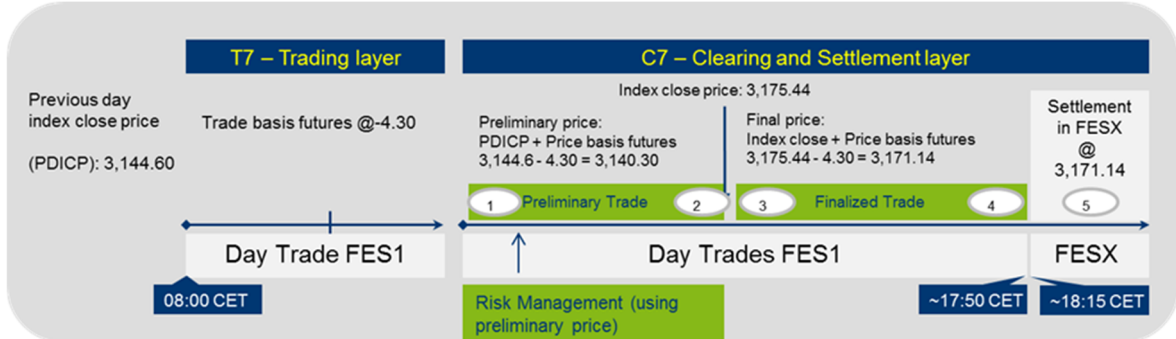 T7 – Trading layer
C7 – Clearing and Settlement layer
Previous day
index close price
(PDICP): 3,144.60
Trade basis futures @-4.30
Index close price: 3,175.44
Preliminary price:
PDICP + Price basis futures
3,144.6 - 4.30 = 3,140.30
Final price:
Index close + Price basis futures
3,175.44 - 4.30 = 3,171.14
Settlement
in FESX
@
3,171.14
1 Preliminary Trade 2
3 Finalized Trade 4
5
Day Trade FES1
Day Trades FES1
FESX
08:00 CET
Risk Management (using
preliminary price)
~17:50 CET
~18:15 CET